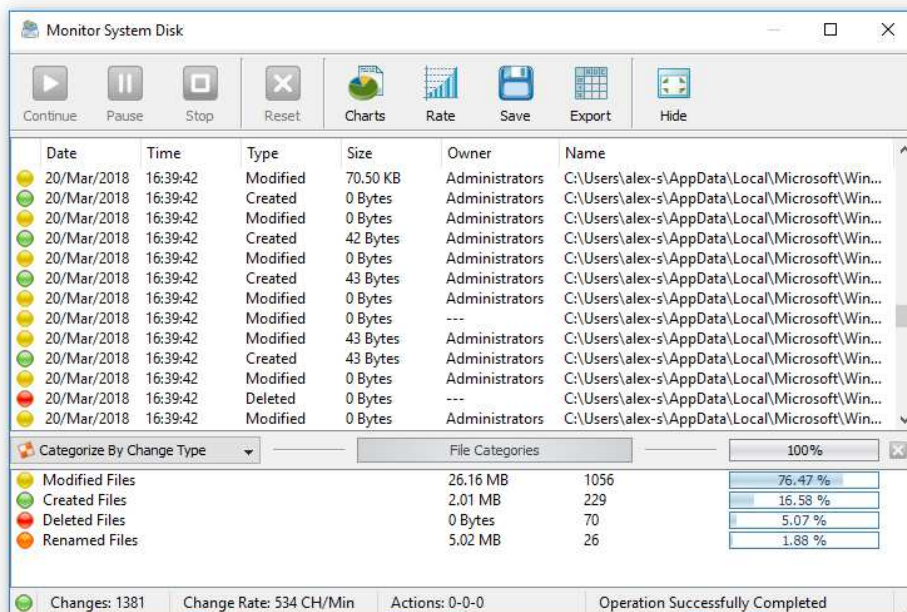 Monitor System Disk
Continue Pause Stop Reset Charts Rate Save Export Hide
Date Time Type Size Owner Name
20/Mar/2018 16:39:42 Modified 70.50 KB Administrators C:\Users\alex-s\AppData\Local\Microsoft\Win...
20/Mar/2018 16:39:42 Created 0 Bytes Administrators C:\Users\alex-s\AppData\Local\Microsoft\Win...
20/Mar/2018 16:39:42 Modified 0 Bytes Administrators C:\Users\alex-s\AppData\Local\Microsoft\Win...
20/Mar/2018 16:39:42 Created 42 Bytes Administrators C:\Users\alex-s\AppData\Local\Microsoft\Win...
20/Mar/2018 16:39:42 Modified 0 Bytes Administrators C:\Users\alex-s\AppData\Local\Microsoft\Win...
20/Mar/2018 16:39:42 Created 43 Bytes Administrators C:\Users\alex-s\AppData\Local\Microsoft\Win...
20/Mar/2018 16:39:42 Modified 0 Bytes Administrators C:\Users\alex-s\AppData\Local\Microsoft\Win...
20/Mar/2018 16:39:42 Modified 0 Bytes --- C:\Users\alex-s\AppData\Local\Microsoft\Win...
20/Mar/2018 16:39:42 Modified 43 Bytes Administrators C:\Users\alex-s\AppData\Local\Microsoft\Win...
20/Mar/2018 16:39:42 Created 43 Bytes Administrators C:\Users\alex-s\AppData\Local\Microsoft\Win...
20/Mar/2018 16:39:42 Modified 0 Bytes Administrators C:\Users\alex-s\AppData\Local\Microsoft\Win...
20/Mar/2018 16:39:42 Deleted 0 Bytes --- C:\Users\alex-s\AppData\Local\Microsoft\Win...
20/Mar/2018 16:39:42 Modified 0 Bytes Administrators C:\Users\alex-s\AppData\Local\Microsoft\Win...
Categorize By Change Type File Categories 100%
Modified Files 26.16 MB 1056 76.47 %
Created Files 2.01 MB 229 16.58 %
Deleted Files 0 Bytes 70 5.07 %
Renamed Files 5.02 MB 26 1.88 %
Changes: 1381 Change Rate: 534 CH/Min Actions: 0-0-0 Operation Successfully Completed